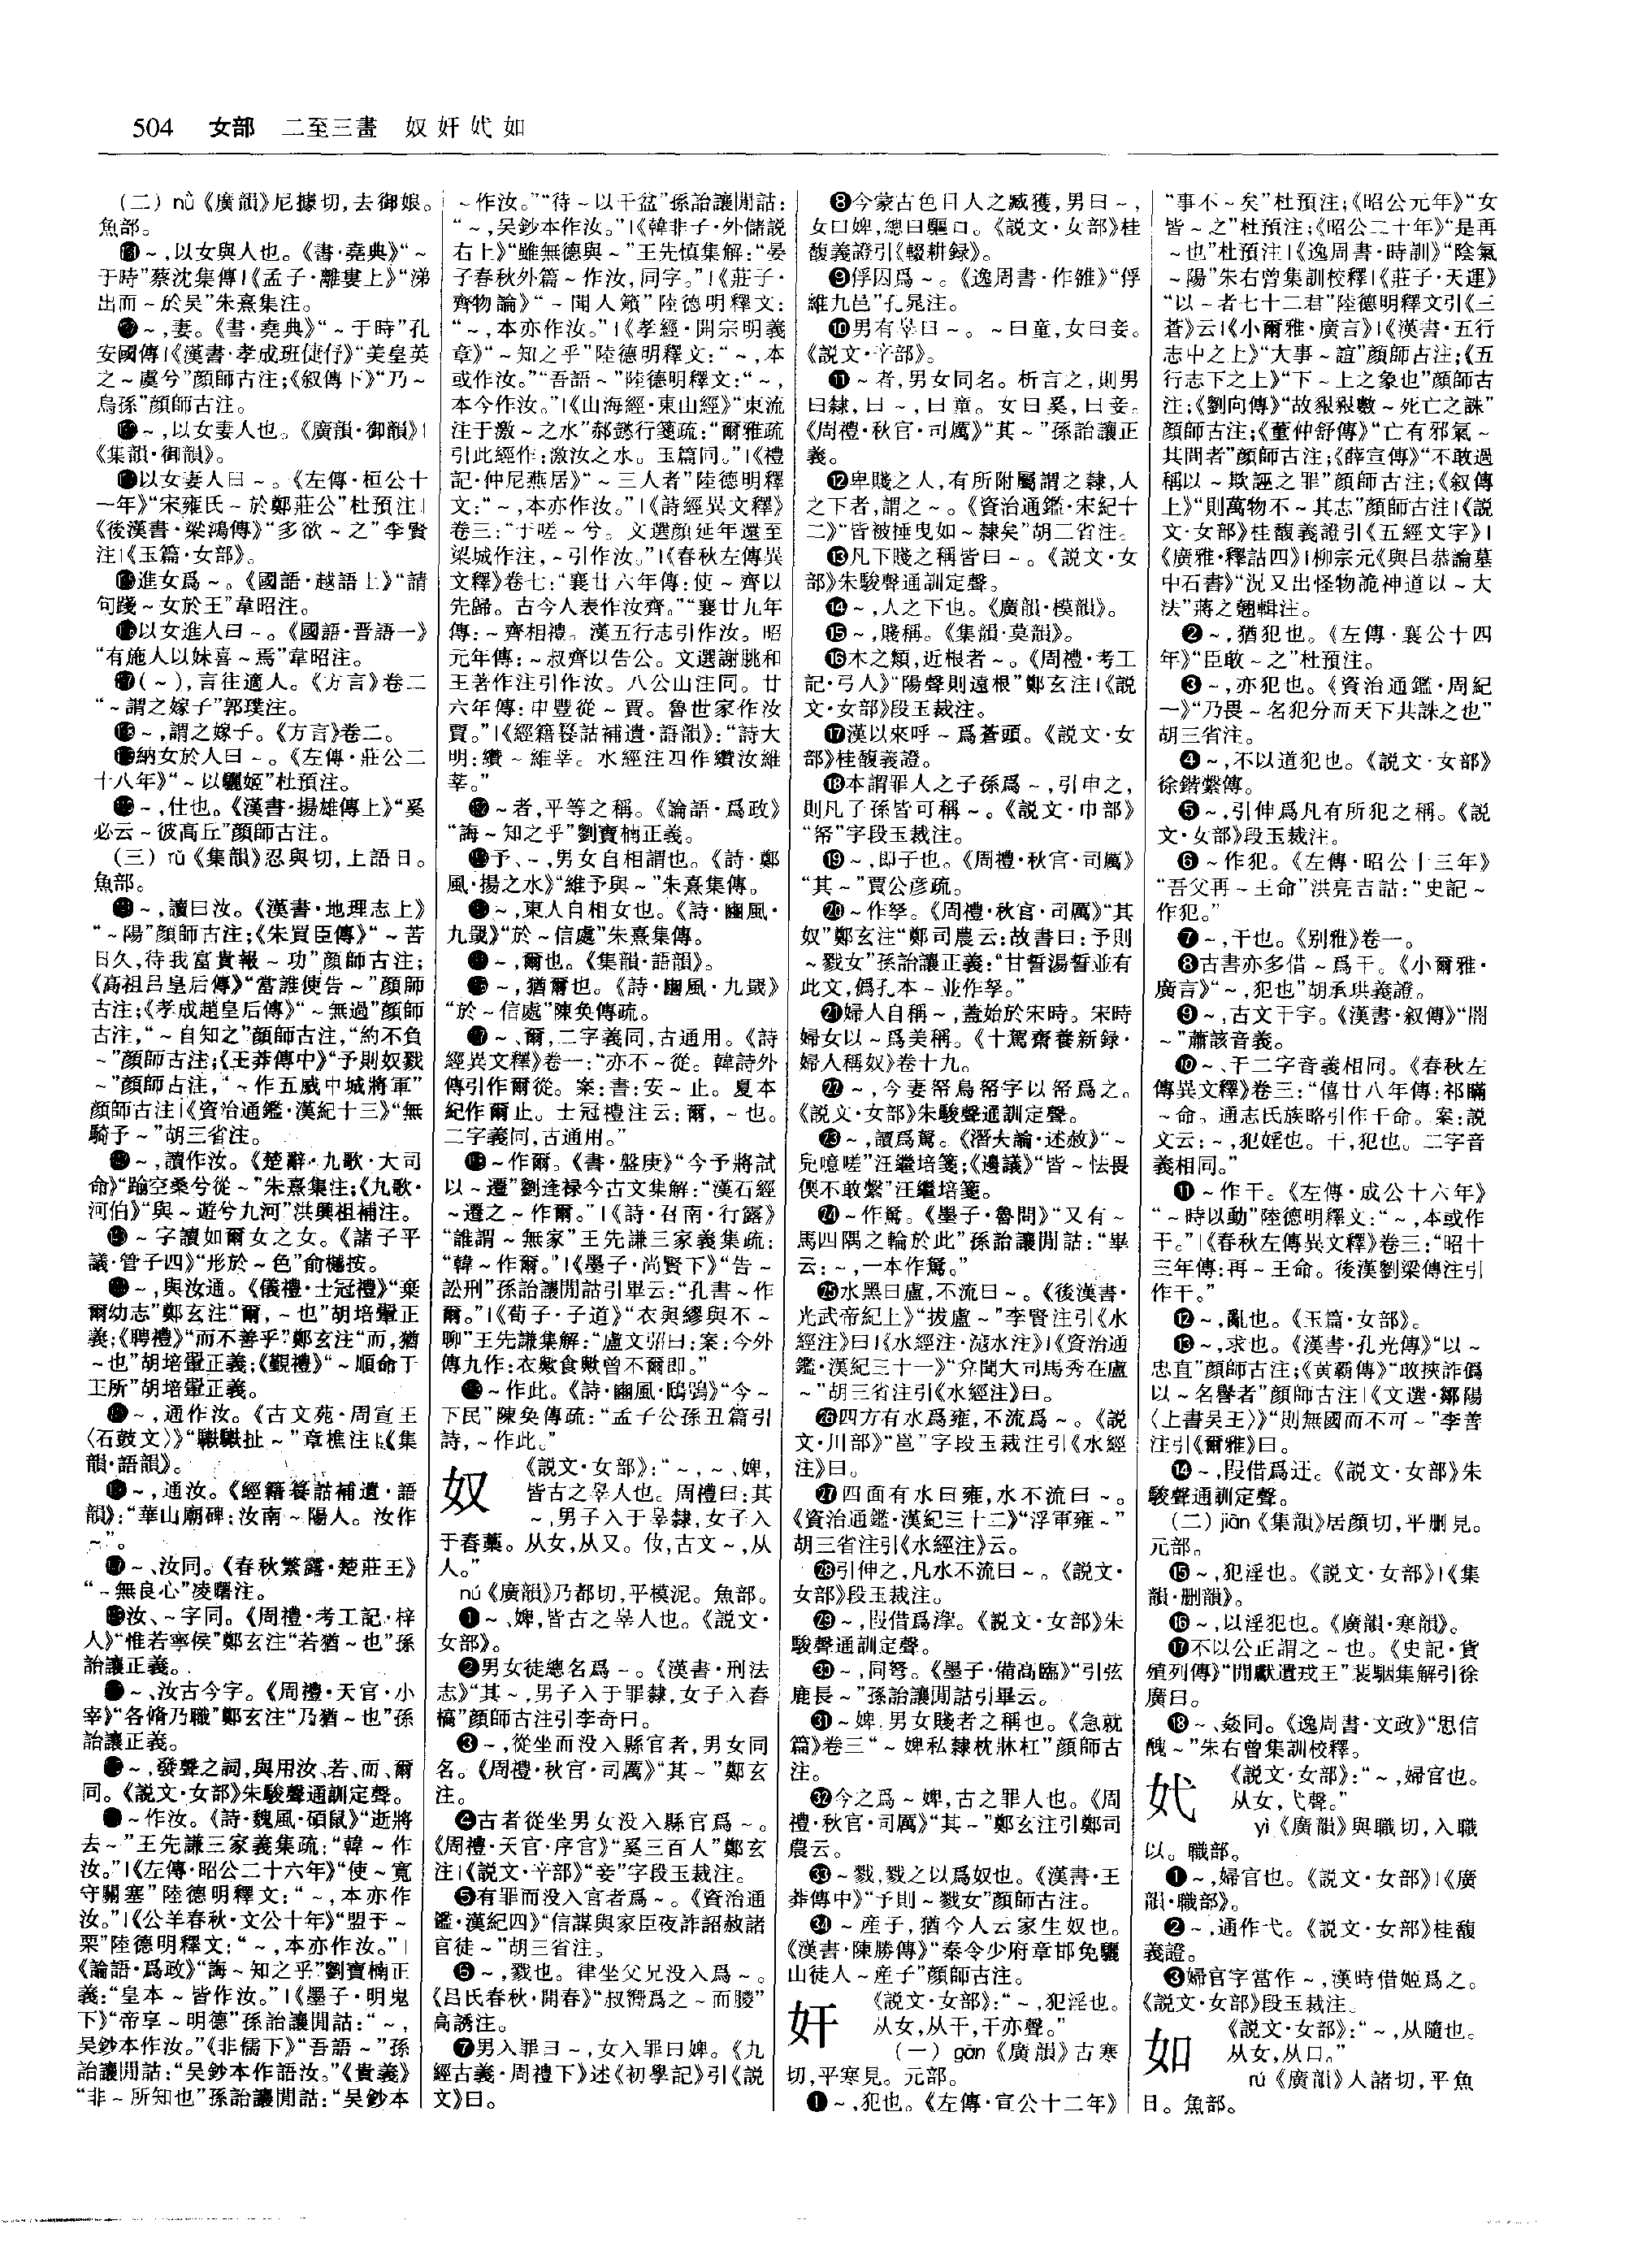 504 女部 二至三畫 奴奸妷如
(二) nǜ《廣韻》尼據切,去御娘。
魚部。
~,以女與人也。《書·堯典》“~
于時”蔡沈集傳|《孟子·離婁上》“涕
出而~於吴”朱熹集注。
~,妻。《書·堯典》“~于時”孔
安國傳|《漢書·孝成班倢伃》“美皇英
之~虞兮”顔師古注;《叙傳下》“乃~
烏孫”顔師古注。
~,以女妻人也。《廣韻·御韻》|
《集韻·御韻》。
以女妻人曰~。《左傳·桓公十
一年》“宋雍氏~於鄭莊公”杜預注|
《後漢書·梁鴻傳》“多欲~之”李賢
注|《玉篇·女部》。
進女爲~。《國語·越語上》“請
句踐~女於王”韋昭注。
以女進人曰~。《國語·晋語一》
“有施人以妹喜~焉”韋昭注。
(~),言往適人。《方言》卷二
“~謂之嫁子”郭璞注。
~,謂之嫁子。《方言》卷二。
納女於人曰~。《左傳·莊公二
十八年》“~以驪姬”杜預注。
~,仕也。《漢書·揚雄傳上》“奚
必云~彼高丘”顔師古注。
(三) rǔ《集韻》忍與切,上語日。
魚部。
~,讀曰汝。《漢書·地理志上》
“~陽”顔師古注;《朱買臣傳》“~苦
日久,待我富貴報~功”顔師古注;
《高祖吕皇后傳》“當誰使告~”顔師
古注;《孝成趙皇后傳》“~無過”顔師
古注,“~自知之”顔師古注,“約不負
~”顔師古注;《王莽傳中》“予則奴戮
~”顔師古注,“~作五威中城將軍”
顔師古注|《資治通鑑·漢紀十三》“無
騎予~”胡三省注。
~,讀作汝。《楚辭·九歌·大司
命》“踰空桑兮從~”朱熹集注;《九歌·
河伯》“與~遊兮九河”洪興祖補注。
~字讀如爾女之女。《諸子平
議·管子四》“形於~色”俞樾按。
~,與汝通。《儀禮·士冠禮》“棄
爾幼志”鄭玄注“爾,~也”胡培翬正
義;《聘禮》“而不善乎”鄭玄注“而,猶
~也”胡培翬正義;《覲禮》“~順命于
王所”胡培翬正義。
~,通作汝。《古文苑·周宣王
〈石鼓文〉》章樵注|《集
韻·語韻》。
~,通汝。《經籍籑詁補遺·語
韻》:“華山廟碑:汝南~陽人。汝作
~”。
~、汝同。《春秋繁露·楚莊王》
“~無良心”凌曙注。
汝、~字同。《周禮·考工記·梓
人》“惟若寧侯”鄭玄注“若猶~也”孫
詒讓正義。
~、汝古今字。《周禮·天官·小
宰》“各脩乃職”鄭玄注“乃猶~也”孫
詒讓正義。
~,發聲之詞,與用汝、若、而、爾
同。《説文·女部》朱駿聲通訓定聲。
~作汝。《詩·魏風·碩鼠》“逝將
去~”王先謙三家義集疏:“韓~作
汝。”|《左傳·昭公二十六年》“使~寬
守關塞”陸德明釋文:“~,本亦作
汝。”|《公羊春秋·文公十年》“盟于~
栗”陸德明釋文:“~,本亦作汝。”|
《論語·爲政》“誨~知之乎”劉寶楠正
義:“皇本~皆作汝。”|《墨子·明鬼
下》“帝享~明德”孫詒讓閒詁:“~,
吴鈔本作汝。”《非儒下》“吾語~”孫
詒讓閒詁:“吴鈔本作語汝。”《貴義》
“非~所知也”孫詒讓閒詁:“吴鈔本
~作汝。”“待~以千盆”孫詒讓閒詁:
“~,吴鈔本作汝。”|《韓非子·外儲説
右上》“雖無德與~”王先慎集解:“晏
子春秋外篇~作汝,同字。”|《莊子·
齊物論》“~聞人籟”陸德明釋文:
“~,本亦作汝。”|《孝經·開宗明義
章》“~知之乎”陸德明釋文:“~,本
或作汝。”“吾語~”陸德明釋文:“~,
本今作汝。”|《山海經·東山經》“東流
注于激~之水”郝懿行箋疏:“爾雅疏
引此經作:激汝之水。玉篇同。”|《禮
記·仲尼燕居》“~三人者”陸德明釋
文:“~,本亦作汝。”|《詩經異文釋》
卷三:“于嗟~兮。文選顔延年還至
梁城作注,~引作汝。”|《春秋左傳異
文釋》卷七:“襄廿六年傳:使~齊以
先歸。古今人表作汝齊。”“襄廿九年
傳:~齊相禮。漢五行志引作汝。昭
元年傳:~叔齊以告公。文選謝朓和
王著作注引作汝。八公山注同。廿
六年傳:申豐從~賈。魯世家作汝
賈。”|《經籍籑詁補遺·語韻》:“詩大
明:纘~維莘。水經注四作纘汝維
莘。”
~者,平等之稱。《論語·爲政》
“誨~知之乎”劉寶楠正義。
予、~,男女自相謂也。《詩·鄭
風·揚之水》“維予與~”朱熹集傳。
~,東人自相女也。《詩·豳風·
九罭》“於~信處”朱熹集傳。
~,爾也。《集韻·語韻》。
~,猶爾也。《詩·豳風·九罭》
“於~信處”陳奂傳疏。
~、爾,二字義同,古通用。《詩
經異文釋》卷一:“亦不~從。韓詩外
傳引作爾從。案:書:安~止。夏本
紀作爾止。士冠禮注云:爾,~也。
二字義同,古通用。”
~作爾。《書·盤庚》“今予將試
以~遷”劉逢禄今古文集解:“漢石經
~遷之~作爾。”|《詩·召南·行露》
“誰謂~無家”王先謙三家義集疏:
“韓~作爾。”|《墨子·尚賢下》“告~
訟刑”孫詒讓閒詁引畢云:“孔書~作
爾。”|《荀子·子道》“衣與繆與不~
聊”王先謙集解:“盧文弨曰:案:今外
傳九作:衣歟食歟曾不爾即。”
~作此。《詩·豳風·鴟鴞》“今~
下民”陳奂傳疏:“孟子公孫丑篇引
詩,~作此。”
奴
《説文·女部》:“~,~、婢,
皆古之辠人也。周禮曰:其
~,男子入于辠隸,女子入
于舂藁。从女,从又。㚢,古文~,从
人。”
nú《廣韻》乃都切,平模泥。魚部。
❶~、婢,皆古之辠人也。《説文·
女部》。
❷男女徒總名爲~。《漢書·刑法
志》“其~,男子入于罪隸,女子入舂
槁”顔師古注引李奇曰。
❸~,從坐而没入縣官者,男女同
名。《周禮·秋官·司厲》“其~”鄭玄
注。
❹古者從坐男女没入縣官爲~。
《周禮·天官·序官》“奚三百人”鄭玄
注|《説文·䇂部》“妾”字段玉裁注。
❺有罪而没入官者爲~。《資治通
鑑·漢紀四》“信謀與家臣夜詐詔赦諸
官徒~”胡三省注。
❻~,戮也。律坐父兄没入爲~。
《吕氏春秋·開春》“叔嚮爲之~而朡”
高誘注。
❼男入罪曰~,女入罪曰婢。《九
經古義·周禮下》述《初學記》引《説
文》曰。
❽今蒙古色目人之臧獲,男曰~,
女曰婢,總曰驅口。《説文·女部》桂
馥義證引《輟耕録》。
❾俘囚爲~。《逸周書·作雒》“俘
維九邑”孔晁注。
❿男有辠曰~。~曰童,女曰妾。
《説文·䇂部》。
⓫~者,男女同名。析言之,則男
曰隸,曰~,曰童。女曰奚,曰妾。
《周禮·秋官·司厲》“其~”孫詒讓正
義。
⓬卑賤之人,有所附屬謂之隸,人
之下者,謂之~。《資治通鑑·宋紀十
二》“皆被捶曳如~隸矣”胡三省注。
⓭凡下賤之稱皆曰~。《説文·女
部》朱駿聲通訓定聲。
⓮~,人之下也。《廣韻·模韻》。
⓯~,賤稱。《集韻·莫韻》。
⓰木之類,近根者~。《周禮·考工
記·弓人》“陽聲則遠根”鄭玄注|《説
文·女部》段玉裁注。
⓱漢以來呼~爲蒼頭。《説文·女
部》桂馥義證。
⓲本謂罪人之子孫爲~,引申之,
則凡子孫皆可稱~。《説文·巾部》
“帑”字段玉裁注。
⓳~,即子也。《周禮·秋官·司厲》
“其~”賈公彦疏。
⓴~作孥。《周禮·秋官·司厲》“其
奴”鄭玄注“鄭司農云:故書曰:予則
~戮女”孫詒讓正義:“甘誓湯誓並有
此文,僞孔本~並作孥。”
㉑婦人自稱~,蓋始於宋時。宋時
婦女以~爲美稱。《十駕齋養新録·
婦人稱奴》卷十九。
㉒~,今妻帑鳥帑字以帑爲之。
《説文·女部》朱駿聲通訓定聲。
㉓~,讀爲駑。《潛夫論·述赦》“~
兒噫嗟”汪繼培箋;《邊議》“皆~怯畏
偄不敢擊”汪繼培箋。
㉔~作駑。《墨子·魯問》“又有~
馬四隅之輪於此”孫詒讓閒詁:“畢
云:~,一本作駑。”
㉕水黑曰盧,不流曰~。《後漢書·
光武帝紀上》“拔盧~”李賢注引《水
經注》曰|《水經注·滱水注》|《資治通
鑑·漢紀三十一》“弇聞大司馬秀在盧
~”胡三省注引《水經注》曰。
㉖四方有水爲雍,不流爲~。《説
文·川部》“邕”字段玉裁注引《水經
注》曰。
㉗四面有水曰雍,水不流曰~。
《資治通鑑·漢紀三十二》“浮軍雍~”
胡三省注引《水經注》云。
㉘引伸之,凡水不流曰~。《説文·
女部》段玉裁注。
㉙~,叚借爲㳯。《説文·女部》朱
駿聲通訓定聲。
㉚~,同弩。《墨子·備高臨》“引弦
鹿長~”孫詒讓閒詁引畢云。
㉛~婢,男女賤者之稱也。《急就
篇》卷三“~婢私隸枕牀杠”顔師古
注。
㉜今之爲~婢,古之罪人也。《周
禮·秋官·司厲》“其~”鄭玄注引鄭司
農云。
㉝~戮,戮之以爲奴也。《漢書·王
莽傳中》“予則~戮女”顔師古注。
㉞~産子,猶今人云家生奴也。
《漢書·陳勝傳》“秦令少府章邯免驪
山徒人~産子”顔師古注。
奸
《説文·女部》:“~,犯淫也。
从女,从干,干亦聲。”
(一) gān《廣韻》古寒
切,平寒見。元部。
❶~,犯也。《左傳·宣公十二年》
“事不~矣”杜預注;《昭公元年》“女
皆~之”杜預注;《昭公二十年》“是再
~也”杜預注|《逸周書·時訓》“陰氣
~陽”朱右曾集訓校釋|《莊子·天運》
“以~者七十二君”陸德明釋文引《三
蒼》云|《小爾雅·廣言》|《漢書·五行
志中之上》“大事~誼”顔師古注;《五
行志下之上》“下~上之象也”顔師古
注;《劉向傳》“故豤豤數~死亡之誅”
顔師古注;《董仲舒傳》“亡有邪氣~
其間者”顔師古注;《薛宣傳》“不敢過
稱以~欺誣之罪”顔師古注;《叙傳
上》“則萬物不~其志”顔師古注|《説
文·女部》桂馥義證引《五經文字》|
《廣雅·釋詁四》|柳宗元《與吕恭論墓
中石書》“況又出怪物詭神道以~大
法”蔣之翹輯注。
❷~,猶犯也。《左傳·襄公十四
年》“臣敢~之”杜預注。
❸~,亦犯也。《資治通鑑·周紀
一》“乃畏~名犯分而天下共誅之也”
胡三省注。
❹~,不以道犯也。《説文·女部》
徐鍇繫傳。
❺~,引伸爲凡有所犯之稱。《説
文·女部》段玉裁注。
❻~作犯。《左傳·昭公十三年》
“吾父再~王命”洪亮吉詁:“史記~
作犯。”
❼~,干也。《别雅》卷一。
❽古書亦多借~爲干。《小爾雅·
廣言》“~,犯也”胡承珙義證。
❾~,古文干字。《漢書·叙傳》“閒
~”蕭該音義。
❿~、干二字音義相同。《春秋左
傳異文釋》卷三:“僖廿八年傳:祁瞞
~命。通志氏族略引作干命。案:説
文云:~,犯婬也。干,犯也。二字音
義相同。”
⓫~作干。《左傳·成公十六年》
“~時以動”陸德明釋文:“~,本或作
干。”|《春秋左傳異文釋》卷三:“昭十
三年傳:再~王命。後漢劉梁傳注引
作干。”
⓬~,亂也。《玉篇·女部》。
⓭~,求也。《漢書·孔光傳》“以~
忠直”顔師古注;《黄霸傳》“敢挾詐僞
以~名譽者”顔師古注|《文選·鄒陽
〈上書吴王〉》“則無國而不可~”李善
注引《爾雅》曰。
⓮~,叚借爲迂。《説文·女部》朱
駿聲通訓定聲。
(二) jiān《集韻》居顔切,平删見。
元部。
⓯~,犯淫也。《説文·女部》|《集
韻·删韻》。
⓰~,以淫犯也。《廣韻·寒韻》。
⓱不以公正謂之~也。《史記·貨
殖列傳》“閒獻遺戎王”裴駰集解引徐
廣曰。
⓲~、姦同。《逸周書·文政》“思信
醜~”朱右曾集訓校釋。
妷
《説文·女部》:“~,婦官也。
从女,弋聲。”
yì《廣韻》與職切,入職
以。職部。
❶~,婦官也。《説文·女部》|《廣
韻·職部》。
❷~,通作弋。《説文·女部》桂馥
義證。
❸婦官字當作~,漢時借姬爲之。
《説文·女部》段玉裁注。
如
《説文·女部》:“~,从隨也。
从女,从口。”
rú《廣韻》人諸切,平魚
日。魚部。